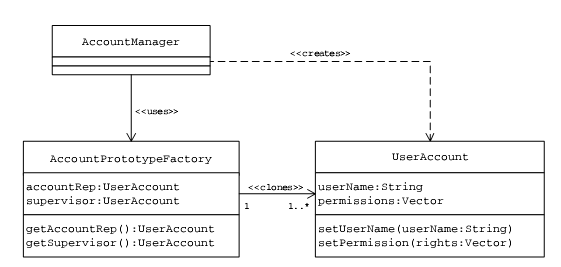 AccountManager
<<creates>>
<<uses>>
AccountPrototypeFactory
accountRep:UserAccount
supervisor:UserAccount
getAccountRep():UserAccount
getSupervisor():UserAccount
<<clones>>
1
1..*
UserAccount
userName:String
permissions:Vector
setUserName(userName:String)
setPermission(rights:Vector)